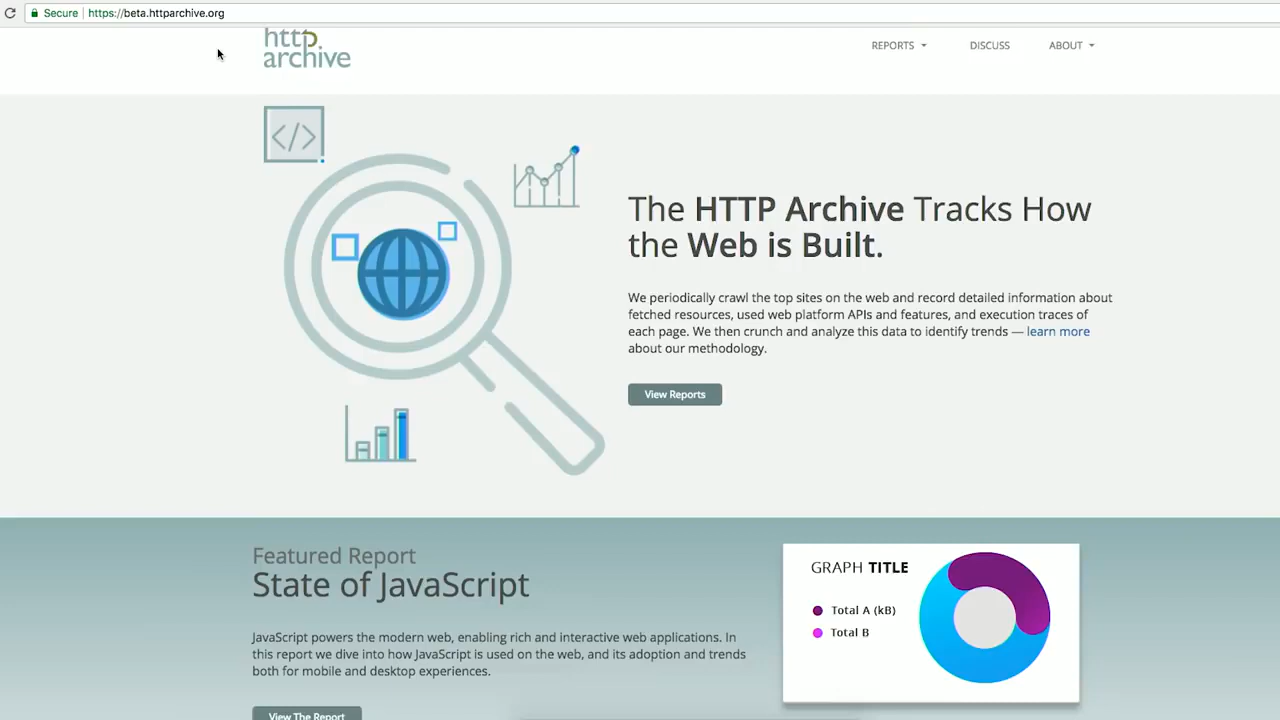 Secure https://beta.httparchive.org
http
archive
REPORTS DISCUSS ABOUT
</>
The HTTP Archive Tracks How
the Web is Built.
We periodically crawl the top sites on the web and record detailed information about
fetched resources, used web platform APIs and features, and execution traces of
each page. We then crunch and analyze this data to identify trends — learn more
about our methodology.
View Reports
Featured Report
State of JavaScript
JavaScript powers the modern web, enabling rich and interactive web applications. In
this report we dive into how JavaScript is used on the web, and its adoption and trends
both for mobile and desktop experiences.
View The Report
GRAPH TITLE
Total A (kB)
Total B